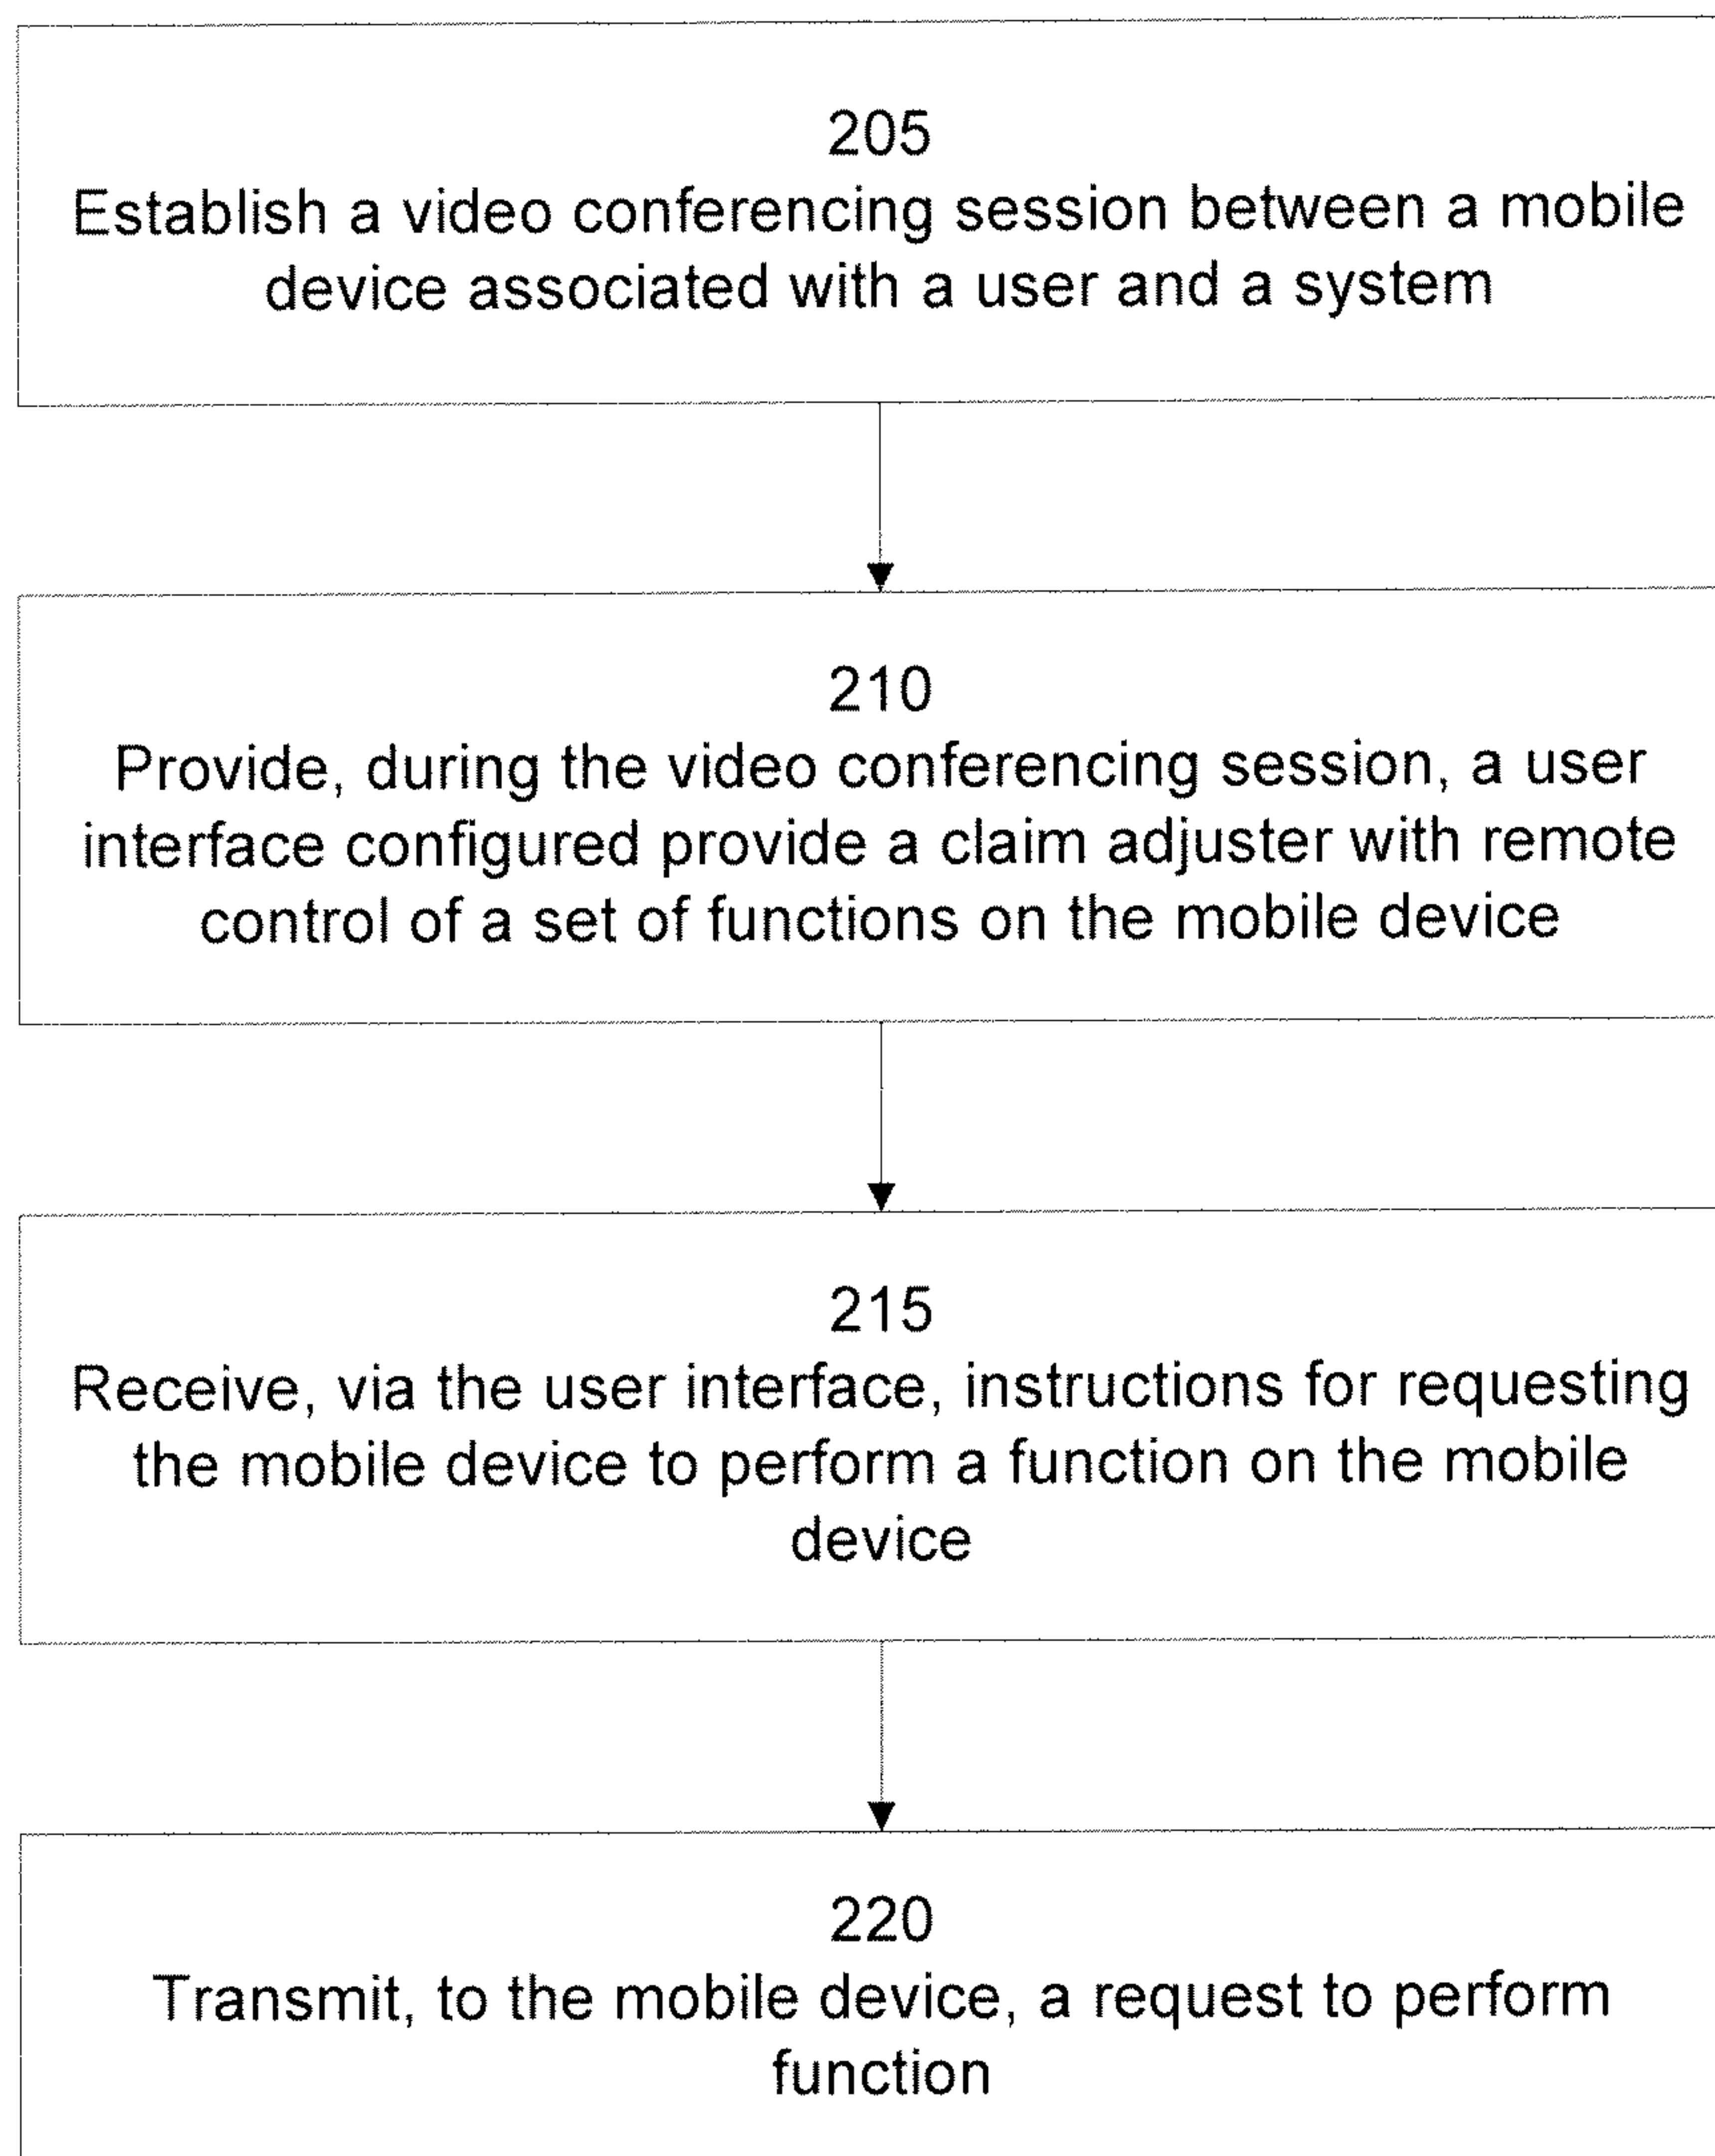 205
Establish a video conferencing session between a mobile
device associated with a user and a system
210
Provide, during the video conferencing session, a user
interface configured provide a claim adjuster with remote
control of a set of functions on the mobile device
215
Receive, via the user interface, instructions for requesting
the mobile device to perform a function on the mobile
device
220
Transmit, to the mobile device, a request to perform
function